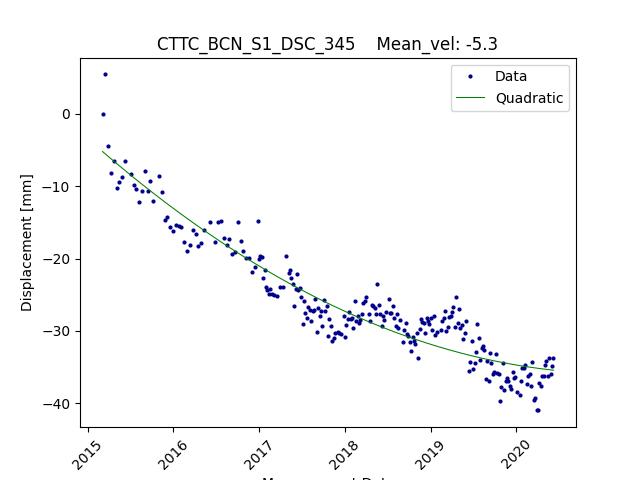 CTTC_BCN_S1_DSC_345    Mean_vel: -5.3
Data
Quadratic
Displacement [mm]
0
−10
−20
−30
−40
2015
2016
2017
2018
2019
2020